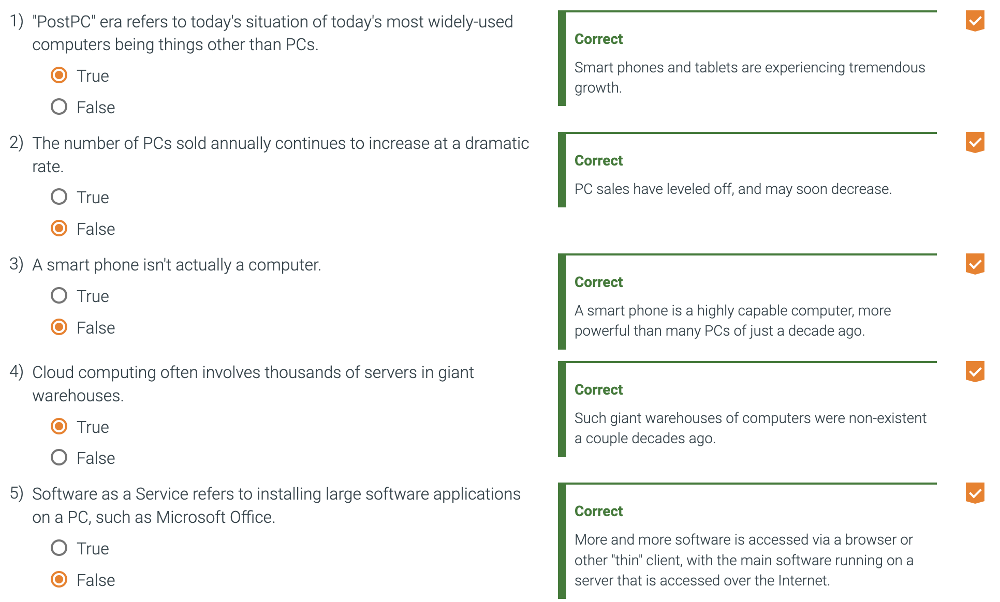 1) "PostPC" era refers to today's situation of today's most widely-used
computers being things other than PCs.
True
False
Correct
Smart phones and tablets are experiencing tremendous
growth.
2) The number of PCs sold annually continues to increase at a dramatic
rate.
True
False
Correct
PC sales have leveled off, and may soon decrease.
3) A smart phone isn't actually a computer.
True
False
Correct
A smart phone is a highly capable computer, more
powerful than many PCs of just a decade ago.
4) Cloud computing often involves thousands of servers in giant
warehouses.
True
False
Correct
Such giant warehouses of computers were non-existent
a couple decades ago.
5) Software as a Service refers to installing large software applications
on a PC, such as Microsoft Office.
True
False
Correct
More and more software is accessed via a browser or
other "thin" client, with the main software running on a
server that is accessed over the Internet.